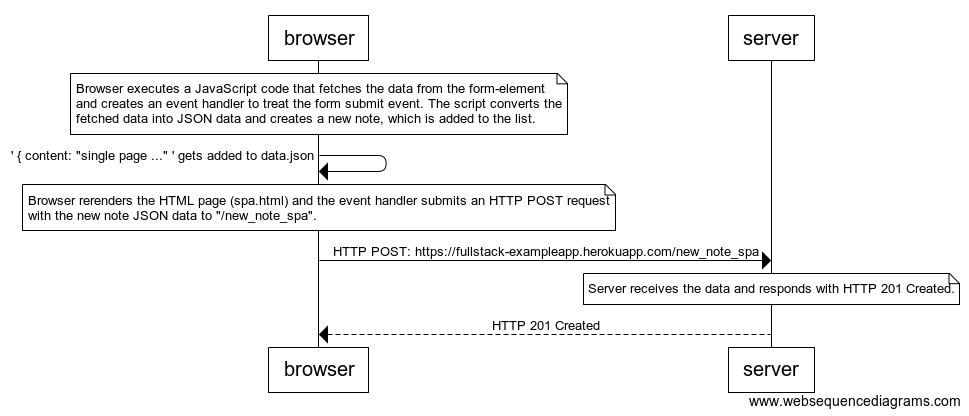 browser
server
Browser executes a JavaScript code that fetches the data from the form-element
and creates an event handler to treat the form submit event. The script converts the
fetched data into JSON data and creates a new note, which is added to the list.
' { content: "single page ..." ' gets added to data.json
Browser rerenders the HTML page (spa.html) and the event handler submits an HTTP POST request
with the new note JSON data to "/new_note_spa".
HTTP POST: https://fullstack-exampleapp.herokuapp.com/new_note_spa
Server receives the data and responds with HTTP 201 Created.
HTTP 201 Created
browser
server
www.websequencediagrams.com